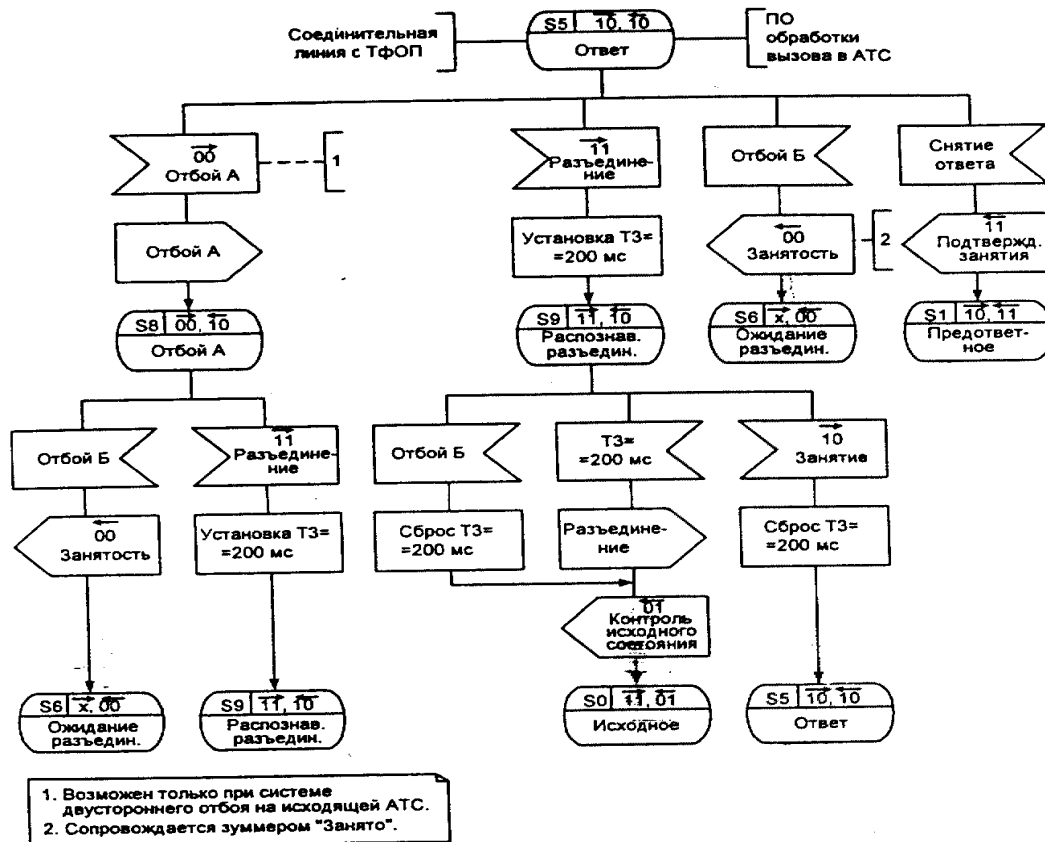 Соединительная
линия с ТфОП
S5 10, 10
Ответ
ПО
обработки
вызова в АТС
00
Отбой А
1
11
Разъедине-
ние
Отбой Б
Снятие
ответа
Отбой А
Установка Т3=
=200 мс
00
Занятость
2
11
Подтвержд.
занятия
S8 00, 10
Отбой А
S9 11, 10
Распознав.
разъедин.
S6 x, 00
Ожидание
разъедин.
S1 10, 11
Предответ-
ное
Отбой Б
11
Разъедине-
ние
Отбой Б
Т3=
=200 мс
10
Занятие
00
Занятость
Установка Т3=
=200 мс
Сброс Т3=
=200 мс
Разъедине-
ние
Сброс Т3=
=200 мс
01
Контроль
исходного
состояния
S6 x, 00
Ожидание
разъедин.
S9 11, 10
Распознав.
разъедин.
S0 11, 01
Исходное
S5 10, 10
Ответ
1. Возможен только при системе
двустороннего отбоя на исходящей АТС.
2. Сопровождается зуммером "Занято".